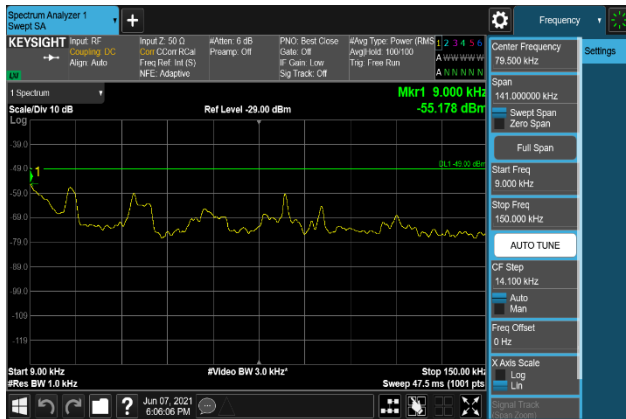 Spectrum Analyzer 1
Swept SA
Frequency
KEYSIGHT
Input: RF
Coupling: DC
Align: Auto
Input Z: 50 Ω
Corr CCorr RCal
Freq Ref: Int (S)
NFE: Adaptive
#Atten: 6 dB
Preamp: Off
PNO: Best Close
Gate: Off
IF Gain: Low
Sig Track: Off
#Avg Type: Power (RMS
Avg|Hold: 100/100
Trig: Free Run
1 2 3 4 5 6
A W W W W W
A N N N N N
LXI
1 Spectrum
Scale/Div 10 dB
Log
Ref Level -29.00 dBm
Mkr1 9.000 kHz
-55.178 dBm
DL1 -49.00 dBm
1
-39.0
-49.0
-59.0
-69.0
-79.0
-89.0
-99.0
-109
-119
Start 9.00 kHz
#Res BW 1.0 kHz
#Video BW 3.0 kHz*
Stop 150.00 kHz
Sweep 47.5 ms (1001 pts
Jun 07, 2021
6:06:06 PM
Center Frequency
79.500 kHz
Settings
Span
141.000000 kHz
Swept Span
Zero Span
Full Span
Start Freq
9.000 kHz
Stop Freq
150.000 kHz
AUTO TUNE
CF Step
14.100 kHz
Auto
Man
Freq Offset
0 Hz
X Axis Scale
Log
Lin
Signal Track
(Span Zoom)